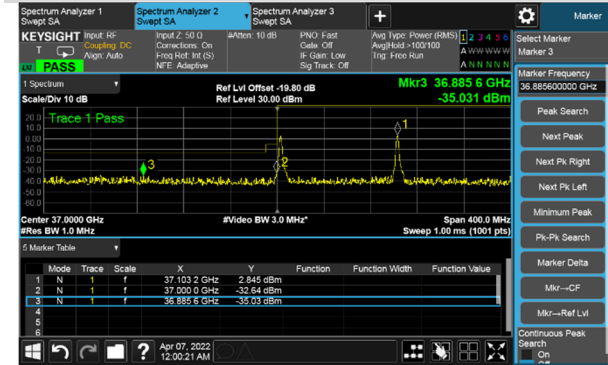 Spectrum Analyzer 1
Swept SA
Spectrum Analyzer 2
Swept SA
Spectrum Analyzer 3
Swept SA
Marker
KEYSIGHT
T
LXI PASS
Input: RF
Coupling: DC
Align: Auto
Input Z: 50 Ω
Corrections: On
Freq Ref: Int (S)
NFE: Adaptive
#Atten: 10 dB
PNO: Fast
Gate: Off
IF Gain: Low
Sig Track: Off
Avg Type: Power (RMS)
Avg|Hold >100/100
Trig: Free Run
1 2 3 4 5 6
A W W W W W
A N N N N N
Select Marker
Marker 3
1 Spectrum
Scale/Div 10 dB
Ref Lvl Offset -19.80 dB
Ref Level 30.00 dBm
Mkr3 36.885 6 GHz
-35.031 dBm
Trace 1 Pass
20.0
10.0
0.00
-10.0
-20.0
-30.0
-40.0
-50.0
-60.0
1
2
3
Center 37.0000 GHz
#Res BW 1.0 MHz
#Video BW 3.0 MHz*
Span 400.0 MHz
Sweep 1.00 ms (1001 pts)
5 Marker Table
Mode Trace Scale X Y Function Function Width Function Value
1 N 1 f 37.103 2 GHz 2.845 dBm
2 N 1 f 37.000 0 GHz -32.64 dBm
3 N 1 f 36.885 6 GHz -35.03 dBm
4
5
6
Apr 07, 2022
12:00:21 AM
Marker Frequency
36.885600000 GHz
Peak Search
Next Peak
Next Pk Right
Next Pk Left
Minimum Peak
Pk-Pk Search
Marker Delta
Mkr→CF
Mkr→Ref Lvl
Continuous Peak
Search
On
Off